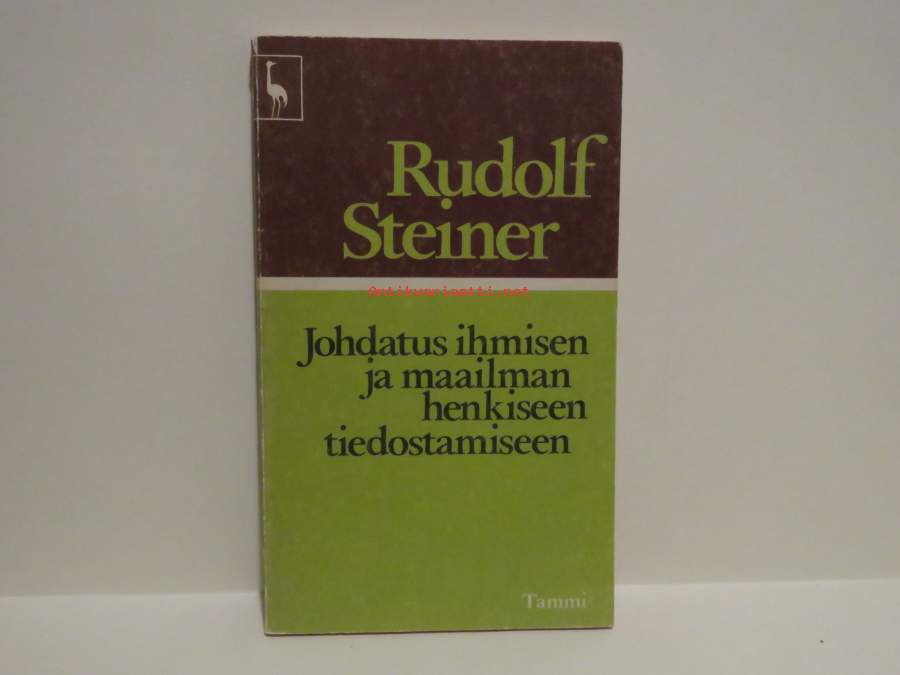 Rudolf
Steiner
Antikvariaatti.net
Johdatus ihmisen
ja maailman
henkiseen
tiedostamiseen
Tammi